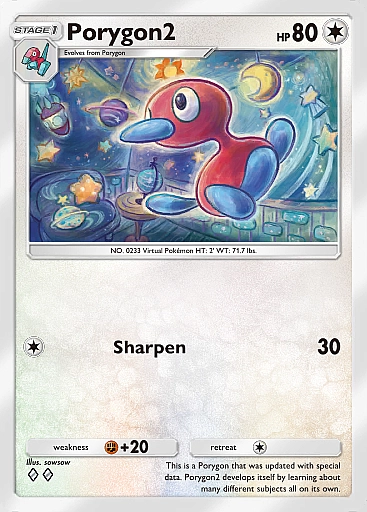 STAGE 1
Porygon2
HP 80
Evolves from Porygon
NO. 0233 Virtual Pokémon HT: 2' WT: 71.7 lbs.
Sharpen 30
weakness +20 retreat
Illus. sowsow
This is a Porygon that was updated with special
data. Porygon2 develops itself by learning about
many different subjects all on its own.